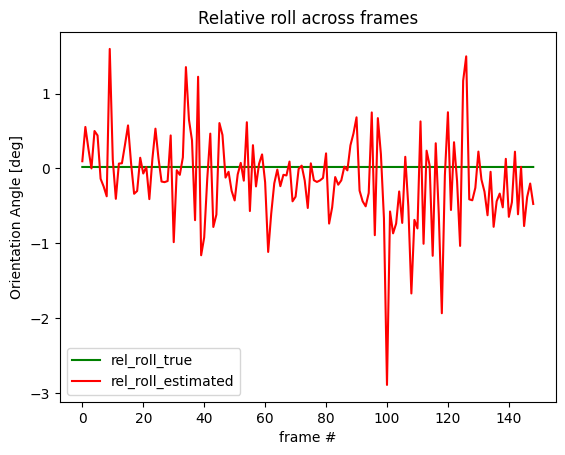 Relative roll across frames
Orientation Angle [deg]
1
0
−1
−2
−3
rel_roll_true
rel_roll_estimated
0 20 40 60 80 100 120 140
frame #